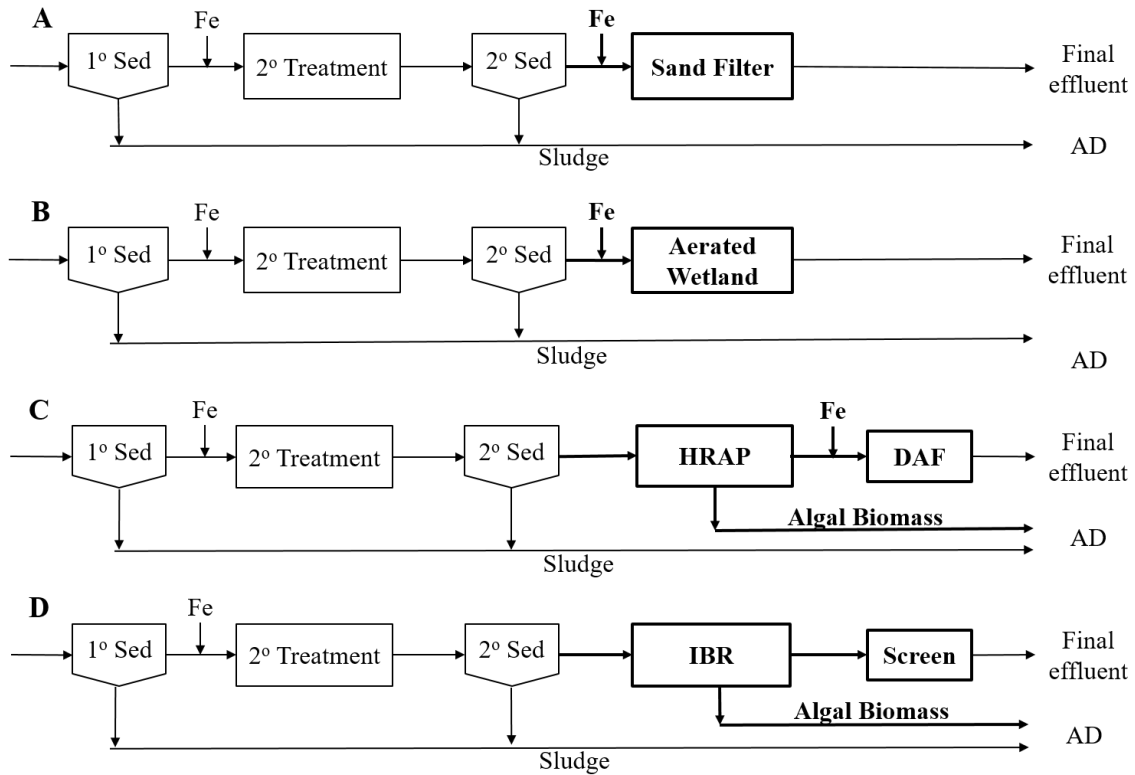 A
Fe
Fe
1º Sed
2º Treatment
2º Sed
Sand Filter
Final
effluent
Sludge
AD
B
Fe
Fe
1º Sed
2º Treatment
2º Sed
Aerated
Wetland
Final
effluent
Sludge
AD
C
Fe
Fe
1º Sed
2º Treatment
2º Sed
HRAP
DAF
Final
effluent
Algal Biomass
AD
Sludge
D
Fe
1º Sed
2º Treatment
2º Sed
IBR
Screen
Final
effluent
Algal Biomass
AD
Sludge